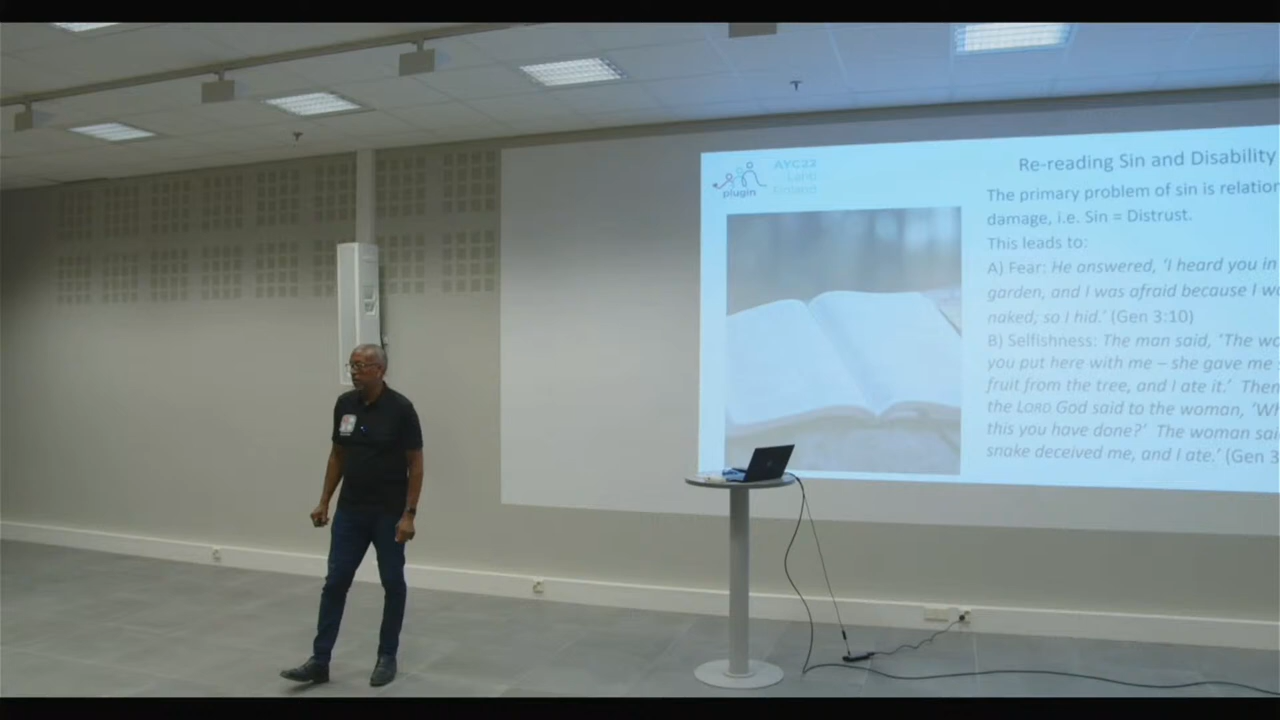 plugin
AYC22
Lahti
Finland
Re-reading Sin and Disability
The primary problem of sin is
damage, i.e. Sin = Distrust.
This leads to:
A) Fear: He answered, ‘I heard you in
garden, and I was afraid because I
naked; so I hid.’ (Gen 3:10)
B) Selfishness: The man said, ‘The
you put here with me – she gave me
fruit from the tree, and I ate it.’ Then
the LORD God said to the woman,
this you have done?’ The woman
snake deceived me, and I ate.’ (Gen